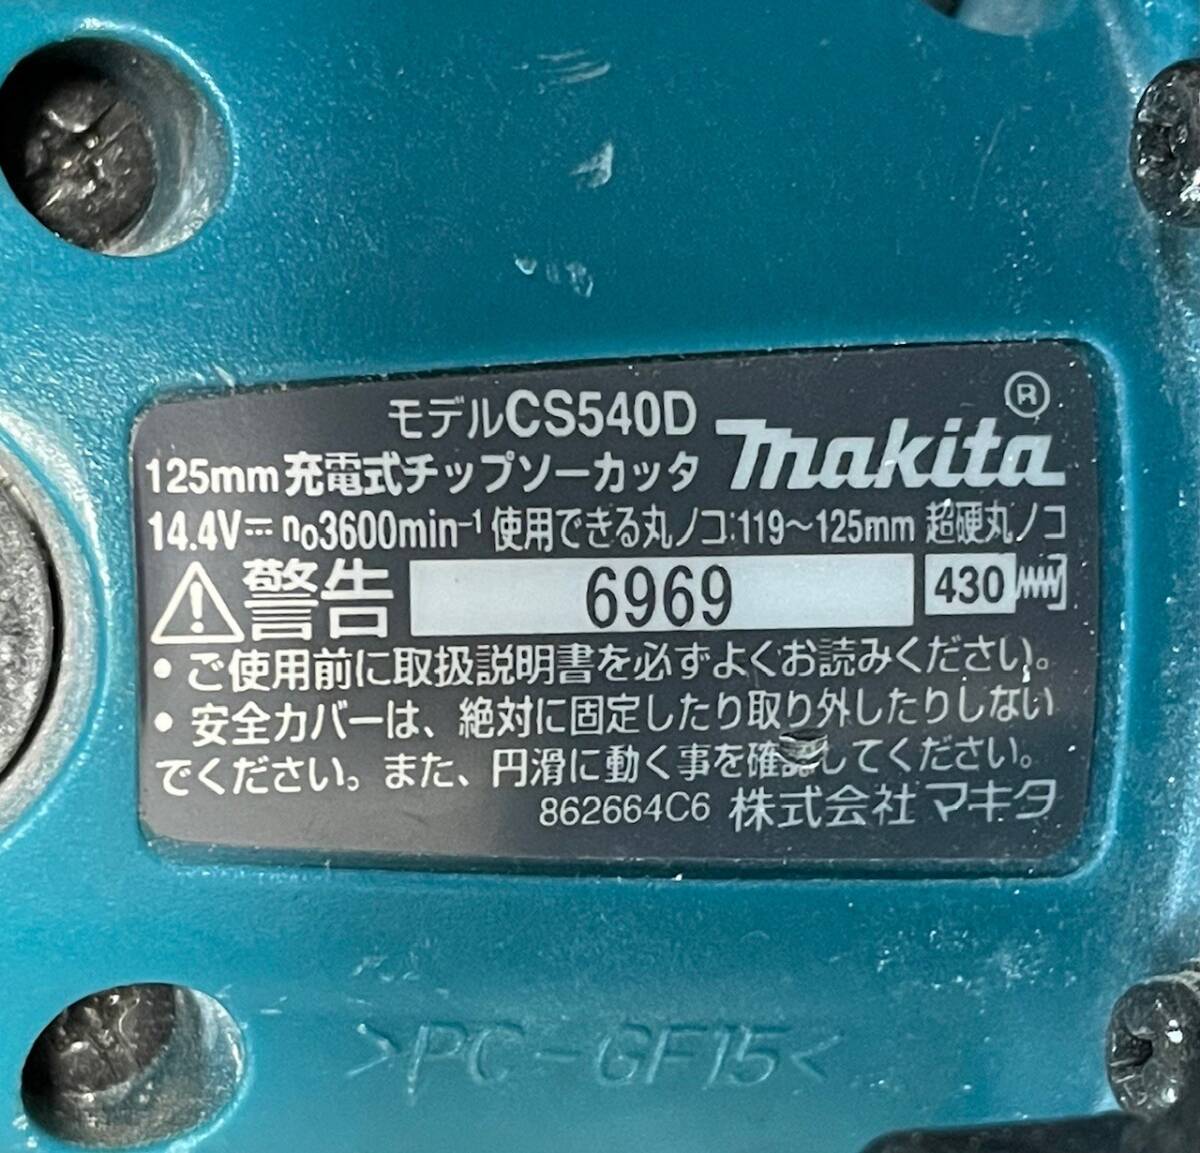 モデルCS540D
makita®
125mm充電式チップソーカッタ
14.4V⎓ n₀3600min⁻¹ 使用できる丸ノコ:119～125mm 超硬丸ノコ
警告 6969 430
• ご使用前に取扱説明書を必ずよくお読みください。
• 安全カバーは、絶対に固定したり取り外したりしない
でください。また、円滑に動く事を確認してください。
862664C6 株式会社マキタ
>PC-GF15<